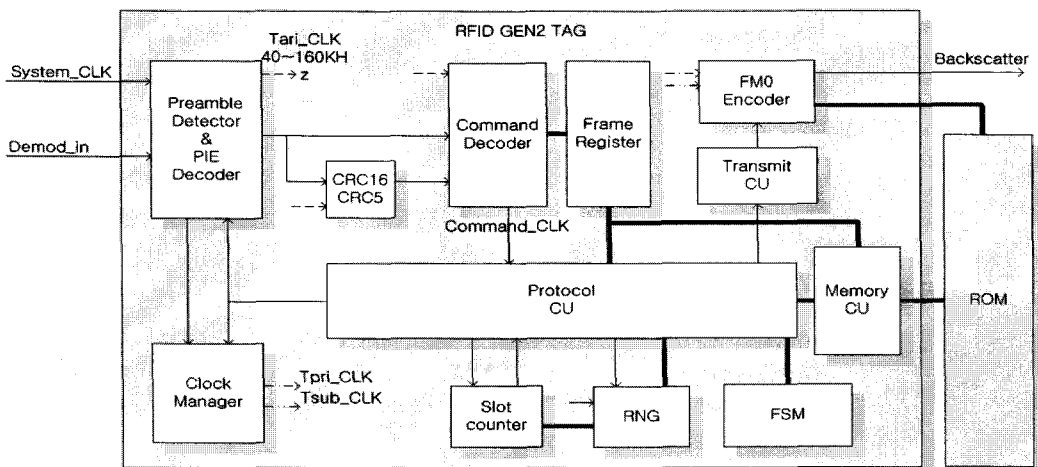 RFID GEN2 TAG
Tari_CLK
40~160KH
z
System_CLK
Demod_in
Preamble
Detector
&
PIE
Decoder
CRC16
CRC5
Command
Decoder
Frame
Register
FM0
Encoder
Backscatter
Transmit
CU
Command_CLK
Protocol
CU
Memory
CU
ROM
Clock
Manager
Tpri_CLK
Tsub_CLK
Slot
counter
RNG
FSM